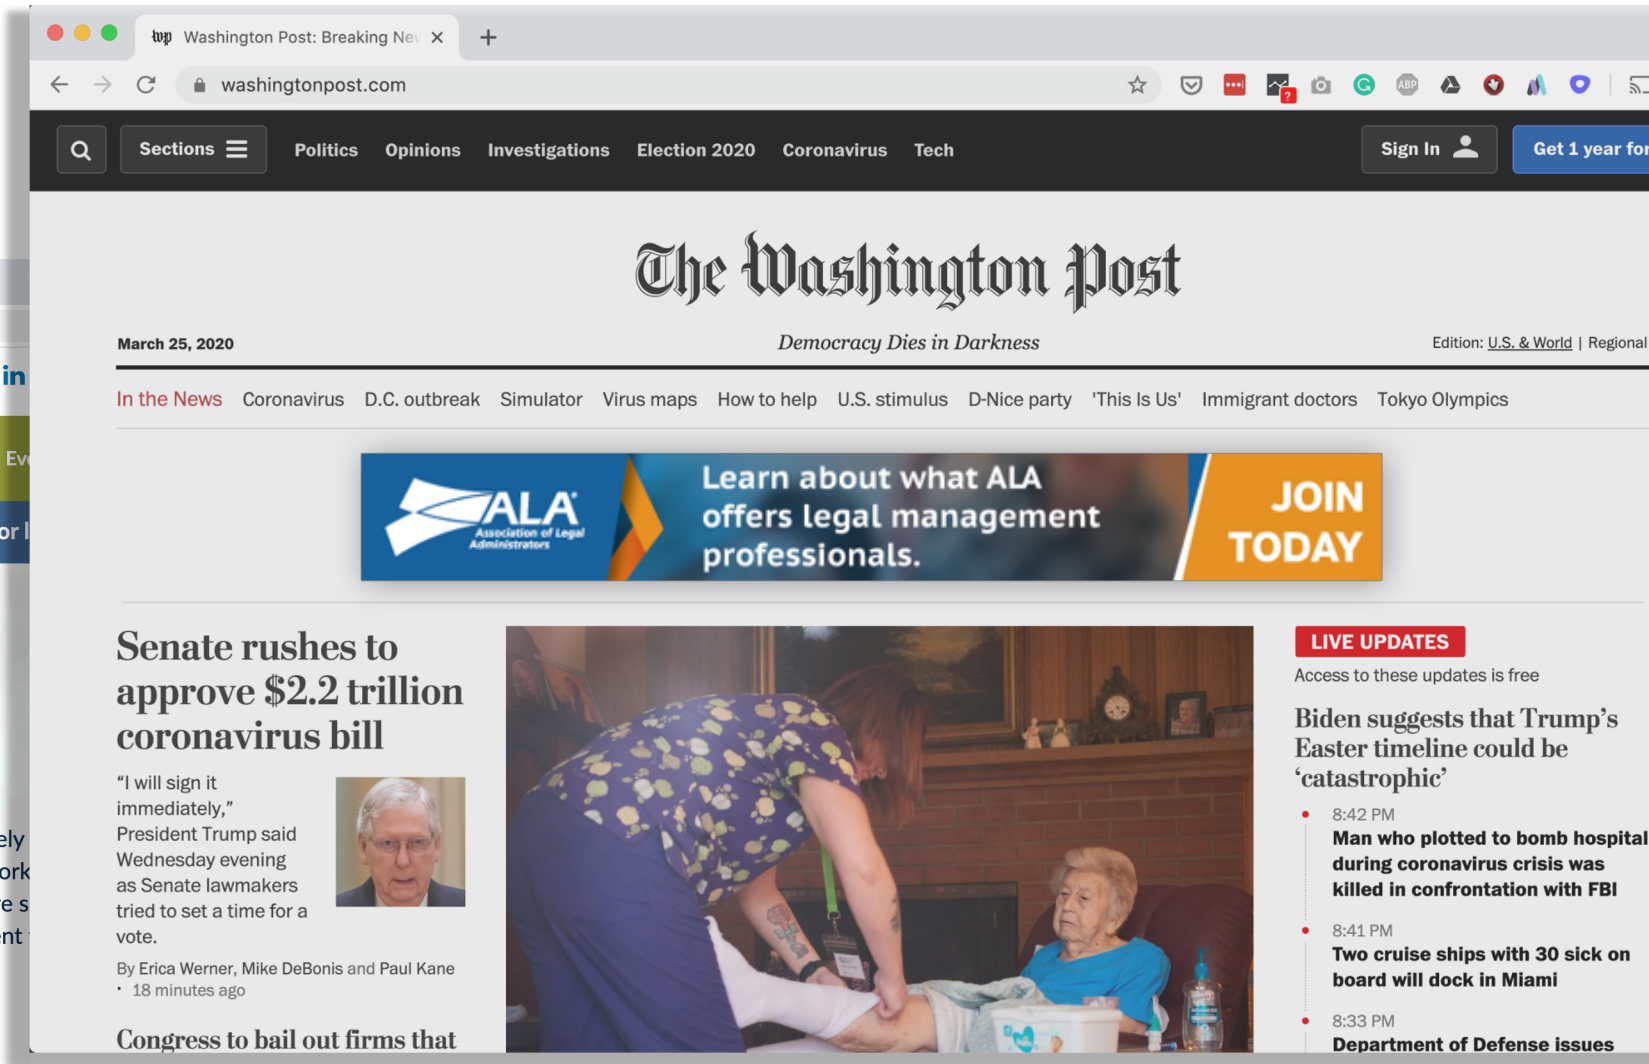 Washington Post: Breaking Ne
washingtonpost.com
ABP
?
Sections
Politics
Opinions
Investigations
Election 2020
Coronavirus
Tech
Sign In
Get 1 year for
The Washington Post
March 25, 2020
Democracy Dies in Darkness
Edition: U.S. & World | Regional
In the News Coronavirus D.C. outbreak Simulator Virus maps How to help U.S. stimulus D-Nice party 'This Is Us' Immigrant doctors Tokyo Olympics
ALA
Association of Legal
Administrators
Learn about what ALA
offers legal management
professionals.
JOIN
TODAY
Senate rushes to
approve $2.2 trillion
coronavirus bill
“I will sign it
immediately,”
President Trump said
Wednesday evening
as Senate lawmakers
tried to set a time for a
vote.
By Erica Werner, Mike DeBonis and Paul Kane
• 18 minutes ago
Congress to bail out firms that
LIVE UPDATES
Access to these updates is free
Biden suggests that Trump’s
Easter timeline could be
‘catastrophic’
8:42 PM
Man who plotted to bomb hospital
during coronavirus crisis was
killed in confrontation with FBI
8:41 PM
Two cruise ships with 30 sick on
board will dock in Miami
8:33 PM
Department of Defense issues
in
Ev
or
ely
ork
e s
ent